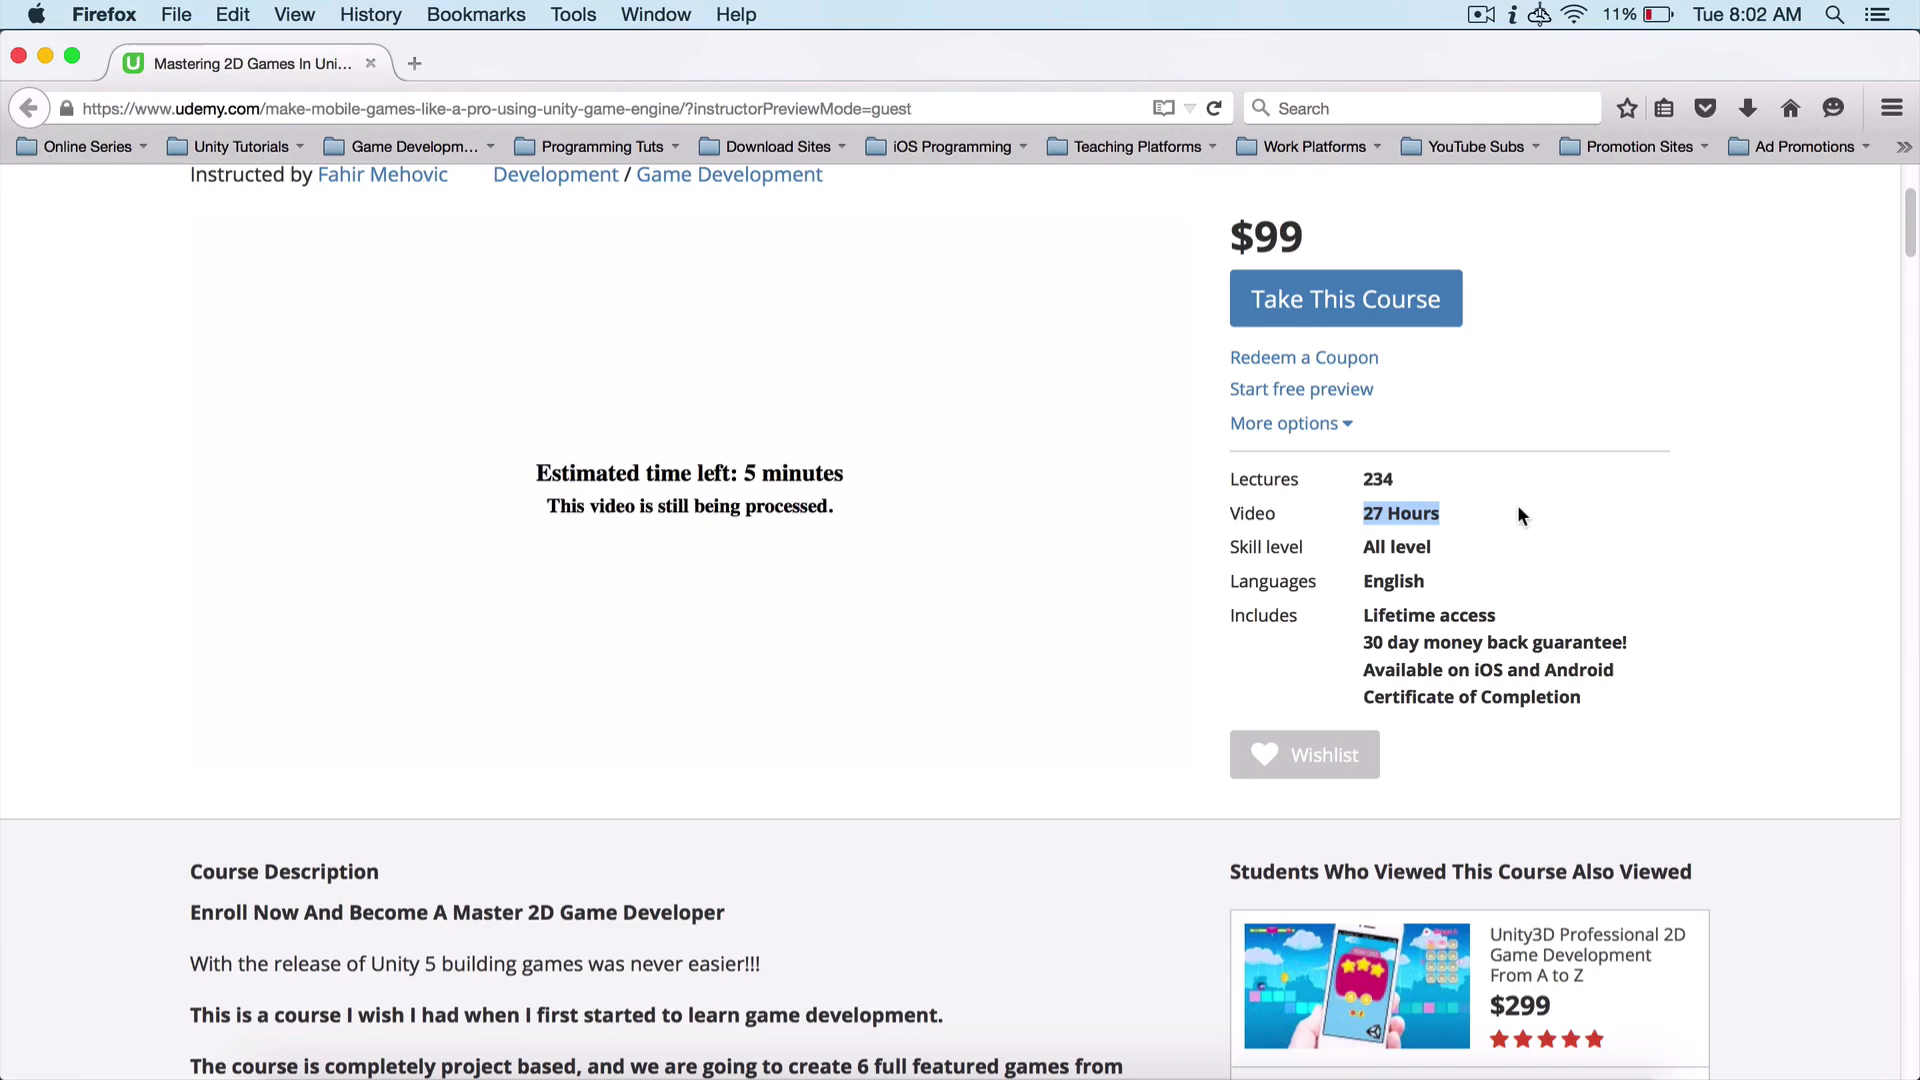 Firefox File Edit View History Bookmarks Tools Window Help 11% Tue 8:02 AM
Mastering 2D Games In Uni...
https://www.udemy.com/make-mobile-games-like-a-pro-using-unity-game-engine/?instructorPreviewMode=guest Search
Online Series Unity Tutorials Game Developm... Programming Tuts Download Sites iOS Programming Teaching Platforms Work Platforms YouTube Subs Promotion Sites Ad Promotions
Instructed by Fahir Mehovic Development / Game Development
$99
Take This Course
Redeem a Coupon
Start free preview
More options
Estimated time left: 5 minutes
This video is still being processed.
Lectures 234
Video 27 Hours
Skill level All level
Languages English
Includes Lifetime access
30 day money back guarantee!
Available on iOS and Android
Certificate of Completion
Wishlist
Course Description
Enroll Now And Become A Master 2D Game Developer
With the release of Unity 5 building games was never easier!!!
This is a course I wish I had when I first started to learn game development.
The course is completely project based, and we are going to create 6 full featured games from
Students Who Viewed This Course Also Viewed
Unity3D Professional 2D
Game Development
From A to Z
$299